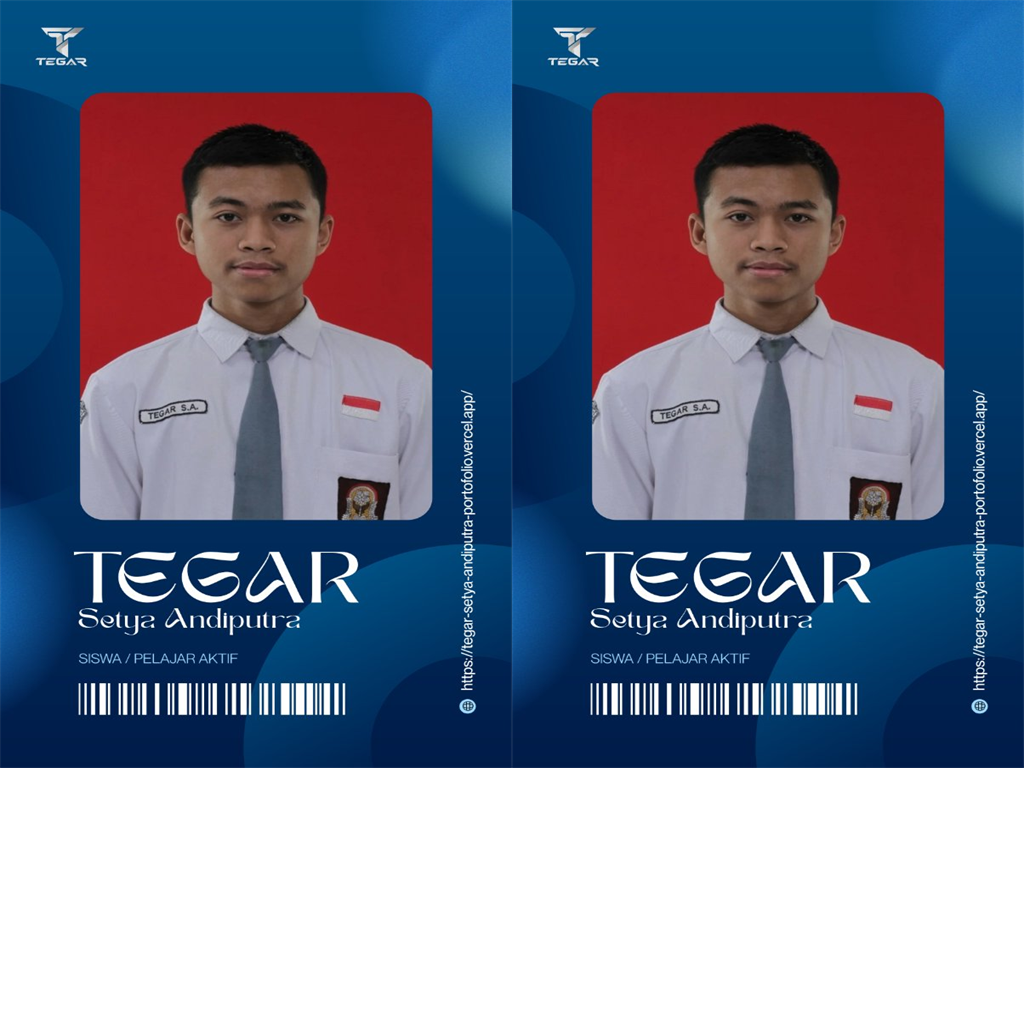 TEGAR
TEGAR S.A.
https://tegar-setya-andiputra-portofolio.vercel.app/
TEGAR
Setya Andiputra
SISWA / PELAJAR AKTIF
TEGAR
TEGAR S.A.
https://tegar-setya-andiputra-portofolio.vercel.app/
TEGAR
Setya Andiputra
SISWA / PELAJAR AKTIF